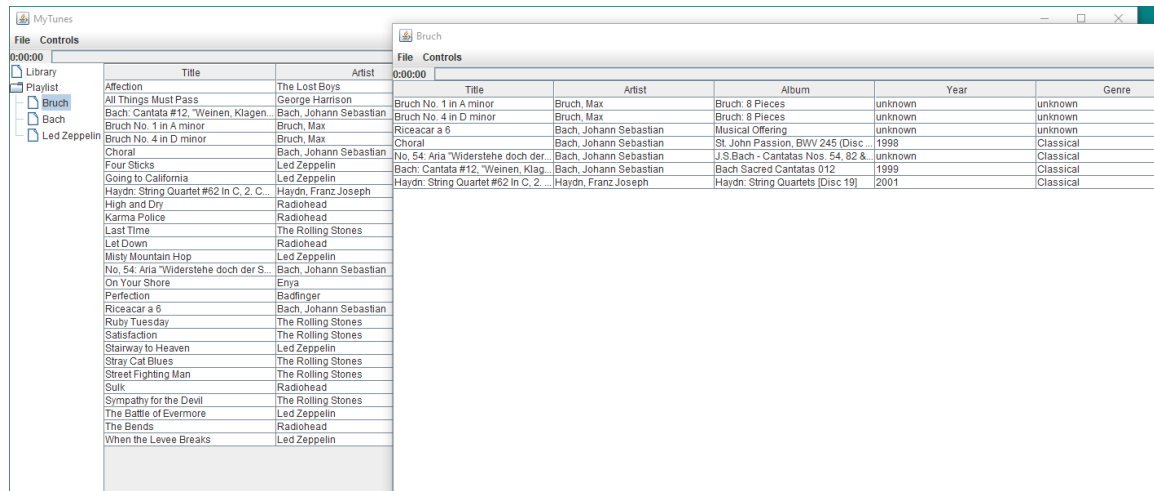 MyTunes
File Controls
0:00:00
Library
Playlist
Bruch
Bach
Led Zeppelin
Title Artist
Affection The Lost Boys
All Things Must Pass George Harrison
Bach: Cantata #12, "Weinen, Klagen... Bach, Johann Sebastian
Bruch No. 1 in A minor Bruch, Max
Bruch No. 4 in D minor Bruch, Max
Choral Bach, Johann Sebastian
Four Sticks Led Zeppelin
Going to California Led Zeppelin
Haydn: String Quartet #62 In C, 2. C... Haydn, Franz Joseph
High and Dry Radiohead
Karma Police Radiohead
Last TIme The Rolling Stones
Let Down Radiohead
Misty Mountain Hop Led Zeppelin
No, 54: Aria "Widerstehe doch der S... Bach, Johann Sebastian
On Your Shore Enya
Perfection Badfinger
Riceacar a 6 Bach, Johann Sebastian
Ruby Tuesday The Rolling Stones
Satisfaction The Rolling Stones
Stairway to Heaven Led Zeppelin
Stray Cat Blues The Rolling Stones
Street Fighting Man The Rolling Stones
Sulk Radiohead
Sympathy for the Devil The Rolling Stones
The Battle of Evermore Led Zeppelin
The Bends Radiohead
When the Levee Breaks Led Zeppelin
Bruch
File Controls
0:00:00
Title Artist Album Year Genre
Bruch No. 1 in A minor Bruch, Max Bruch: 8 Pieces unknown unknown
Bruch No. 4 in D minor Bruch, Max Bruch: 8 Pieces unknown unknown
Riceacar a 6 Bach, Johann Sebastian Musical Offering unknown unknown
Choral Bach, Johann Sebastian St. John Passion, BWV 245 (Disc ... 1998 Classical
No, 54: Aria "Widerstehe doch der... Bach, Johann Sebastian J.S.Bach - Cantatas Nos. 54, 82 &... unknown Classical
Bach: Cantata #12, "Weinen, Klag... Bach, Johann Sebastian Bach Sacred Cantatas 012 1999 Classical
Haydn: String Quartet #62 In C, 2. ... Haydn, Franz Joseph Haydn: String Quartets [Disc 19] 2001 Classical